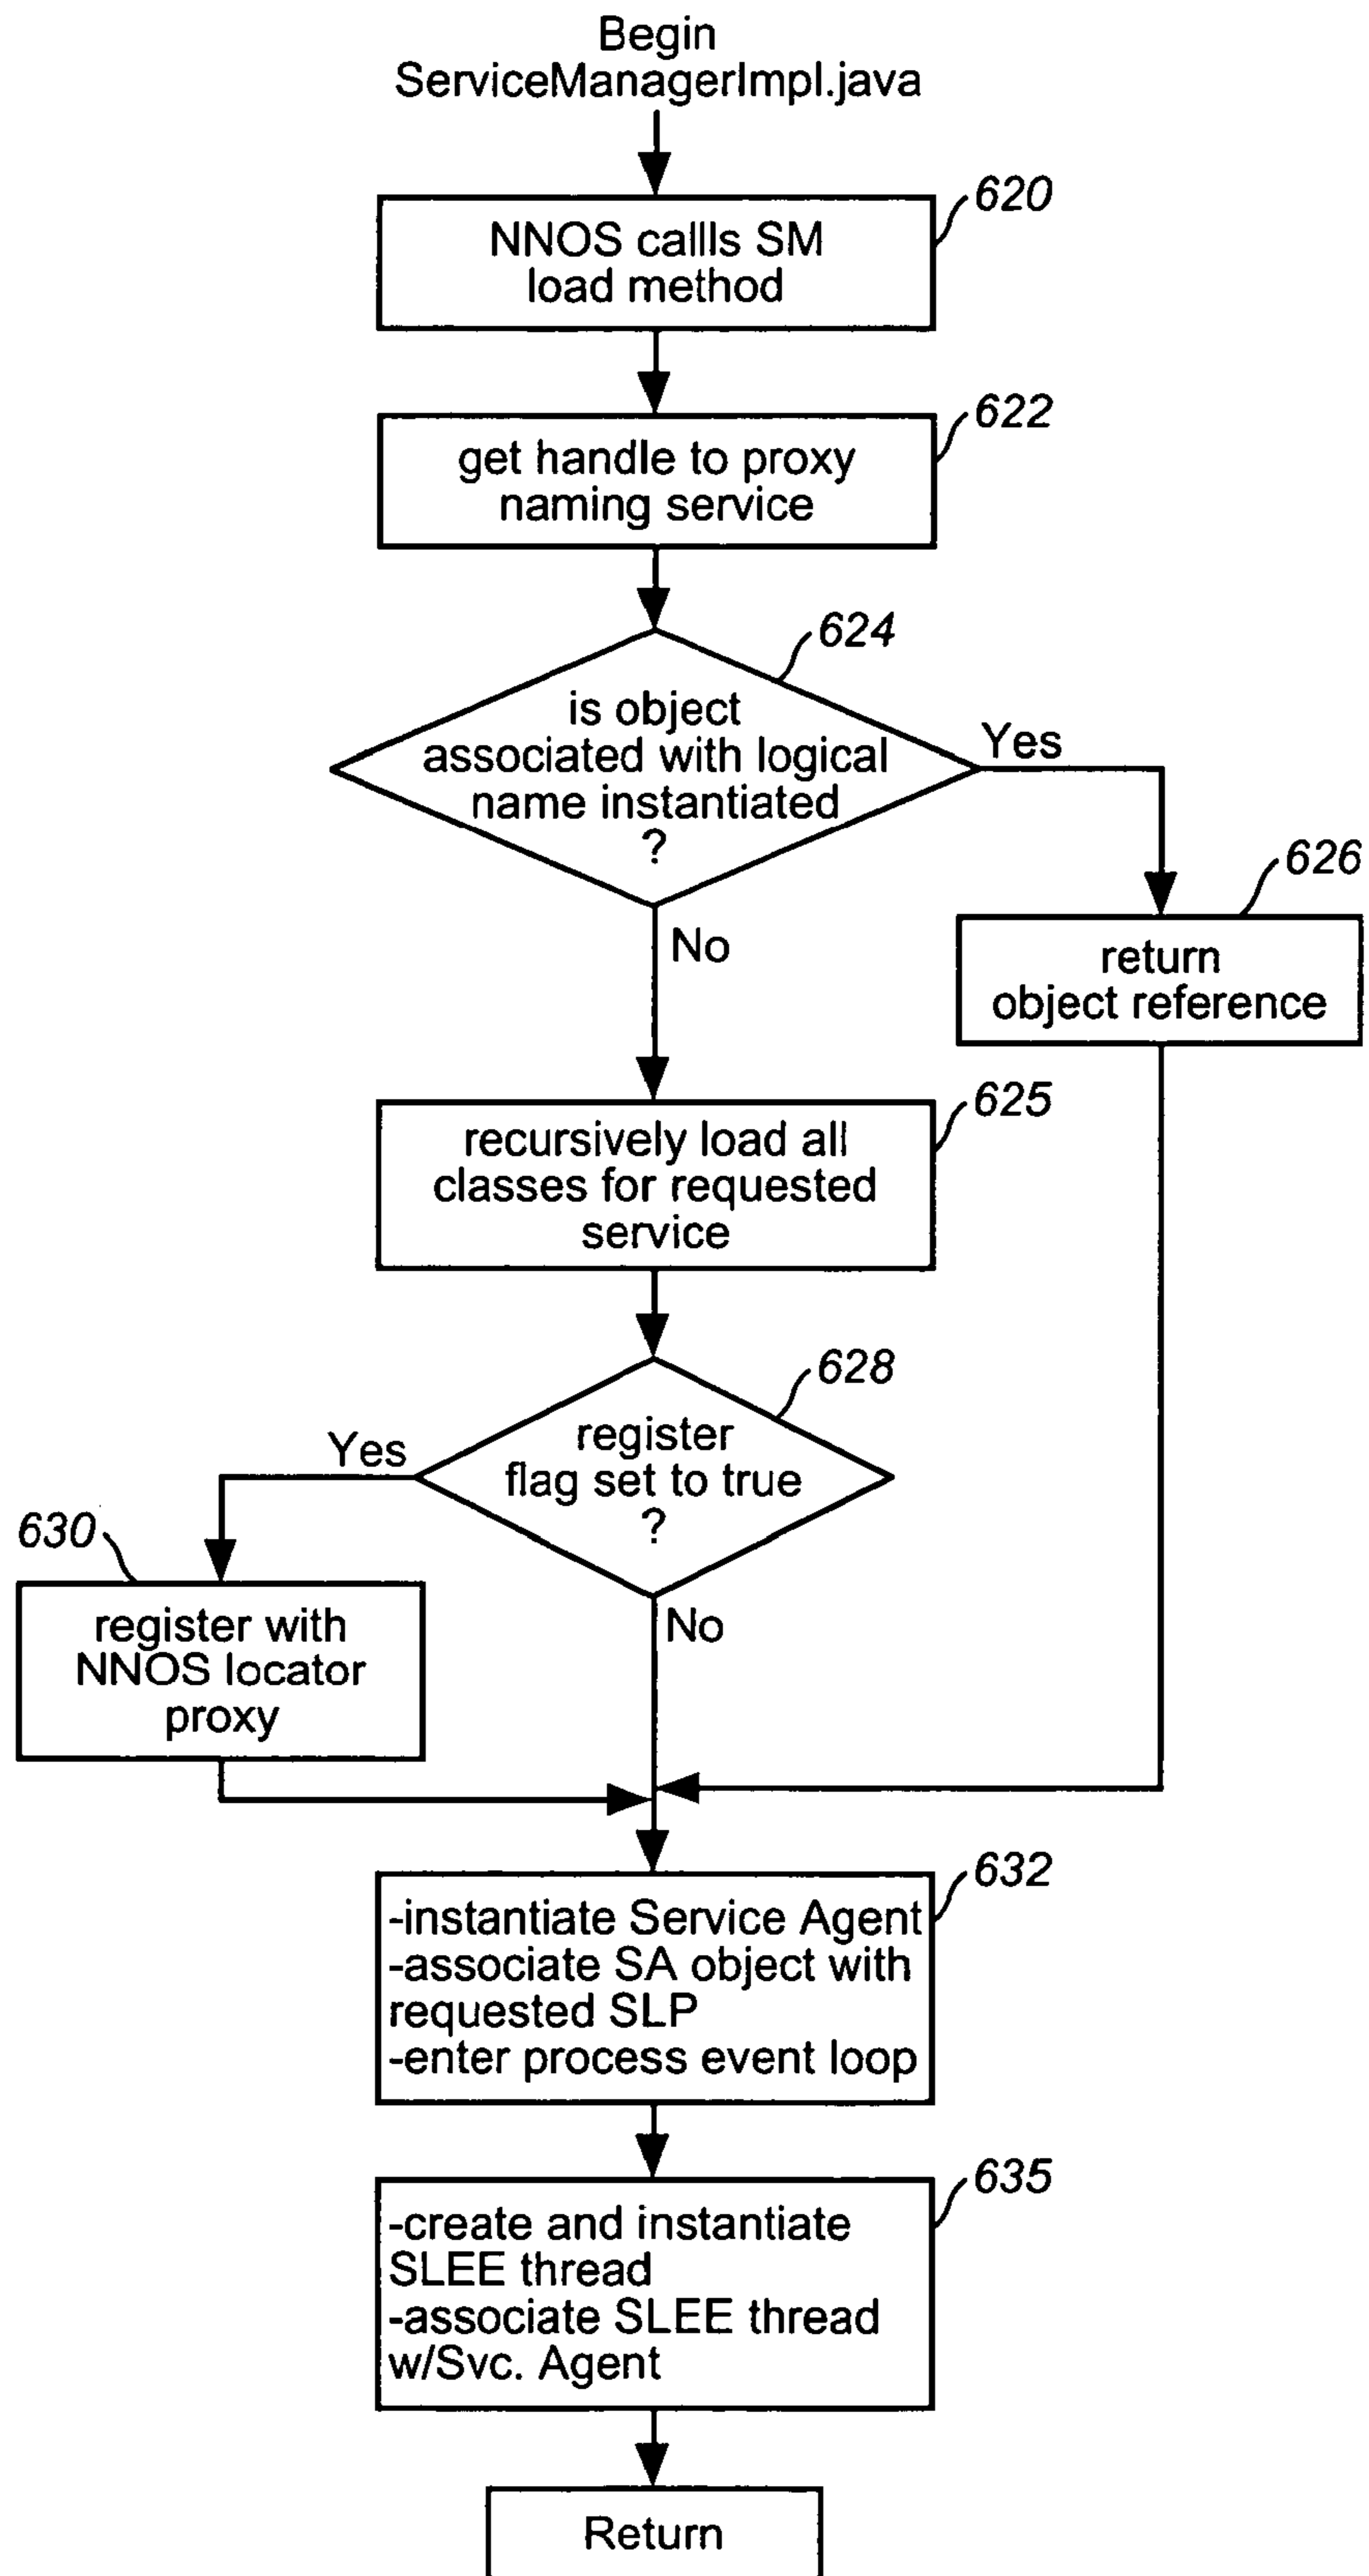 Begin
ServiceManagerImpl.java
620
NNOS callls SM
load method
622
get handle to proxy
naming service
624
is object
associated with logical
name instantiated
?
Yes
No
626
return
object reference
625
recursively load all
classes for requested
service
628
register
flag set to true
?
Yes
No
630
register with
NNOS locator
proxy
632
-instantiate Service Agent
-associate SA object with
requested SLP
-enter process event loop
635
-create and instantiate
SLEE thread
-associate SLEE thread
w/Svc. Agent
Return